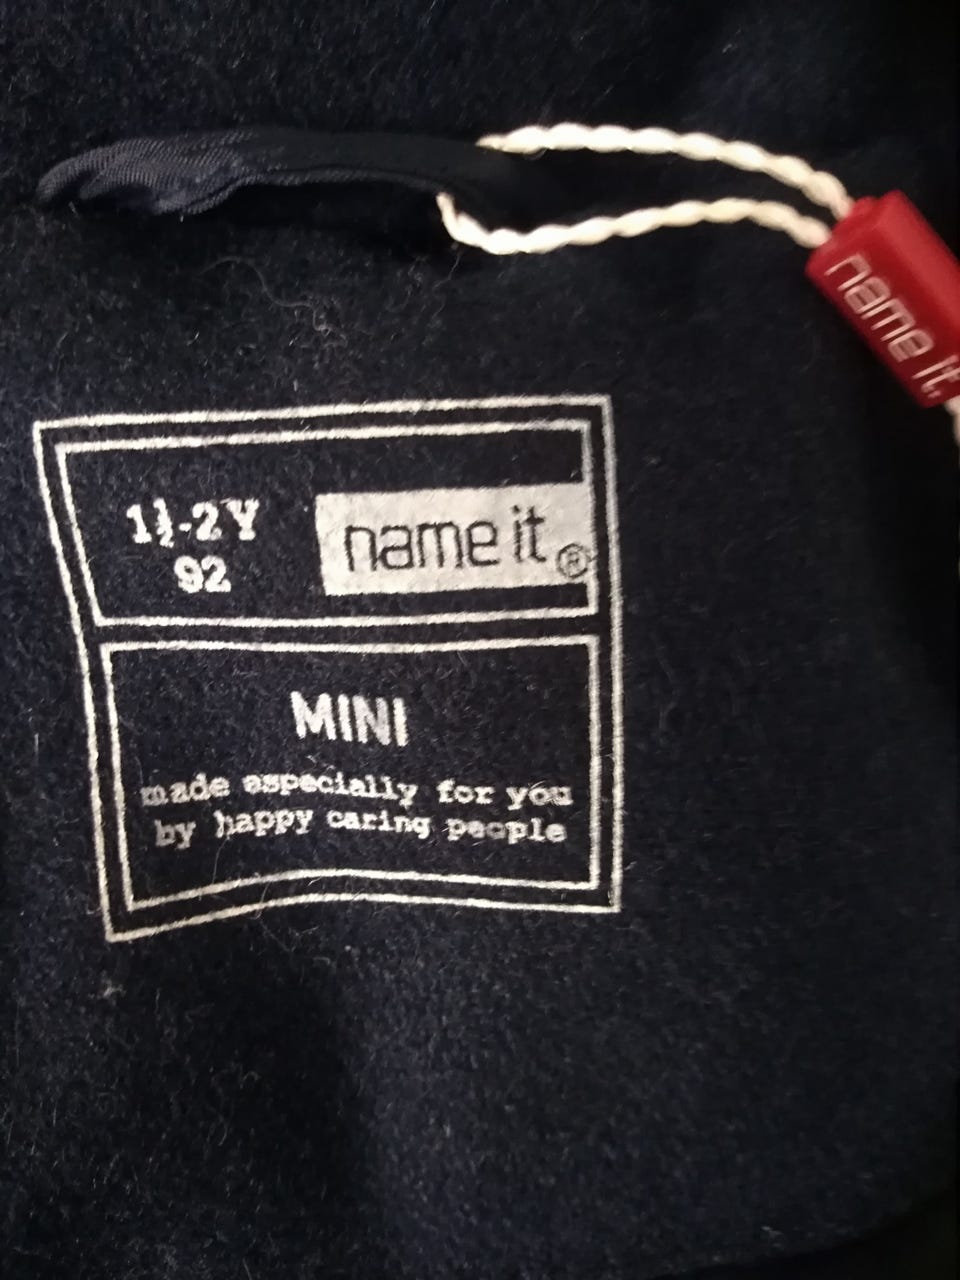 name it.
1½-2Y
92
name it®
MINI
made especially for you
by happy caring people